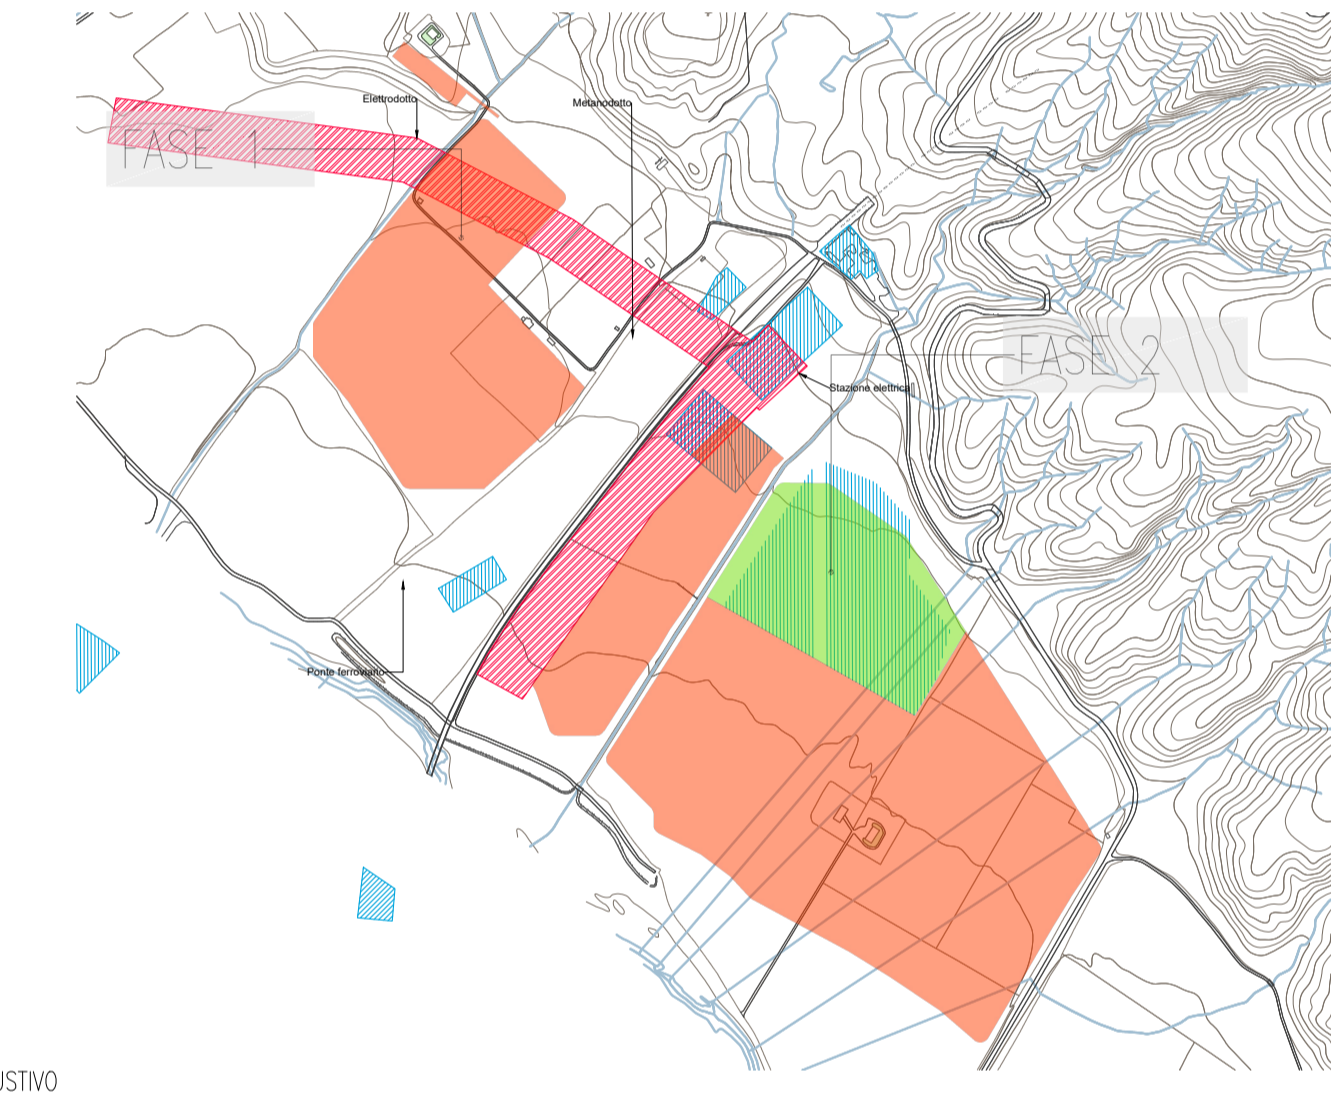 Elettrodotto
Metanodotto
FASE 1
FASE 2
Stazione elettrica
Ponte ferroviario
USTIVO